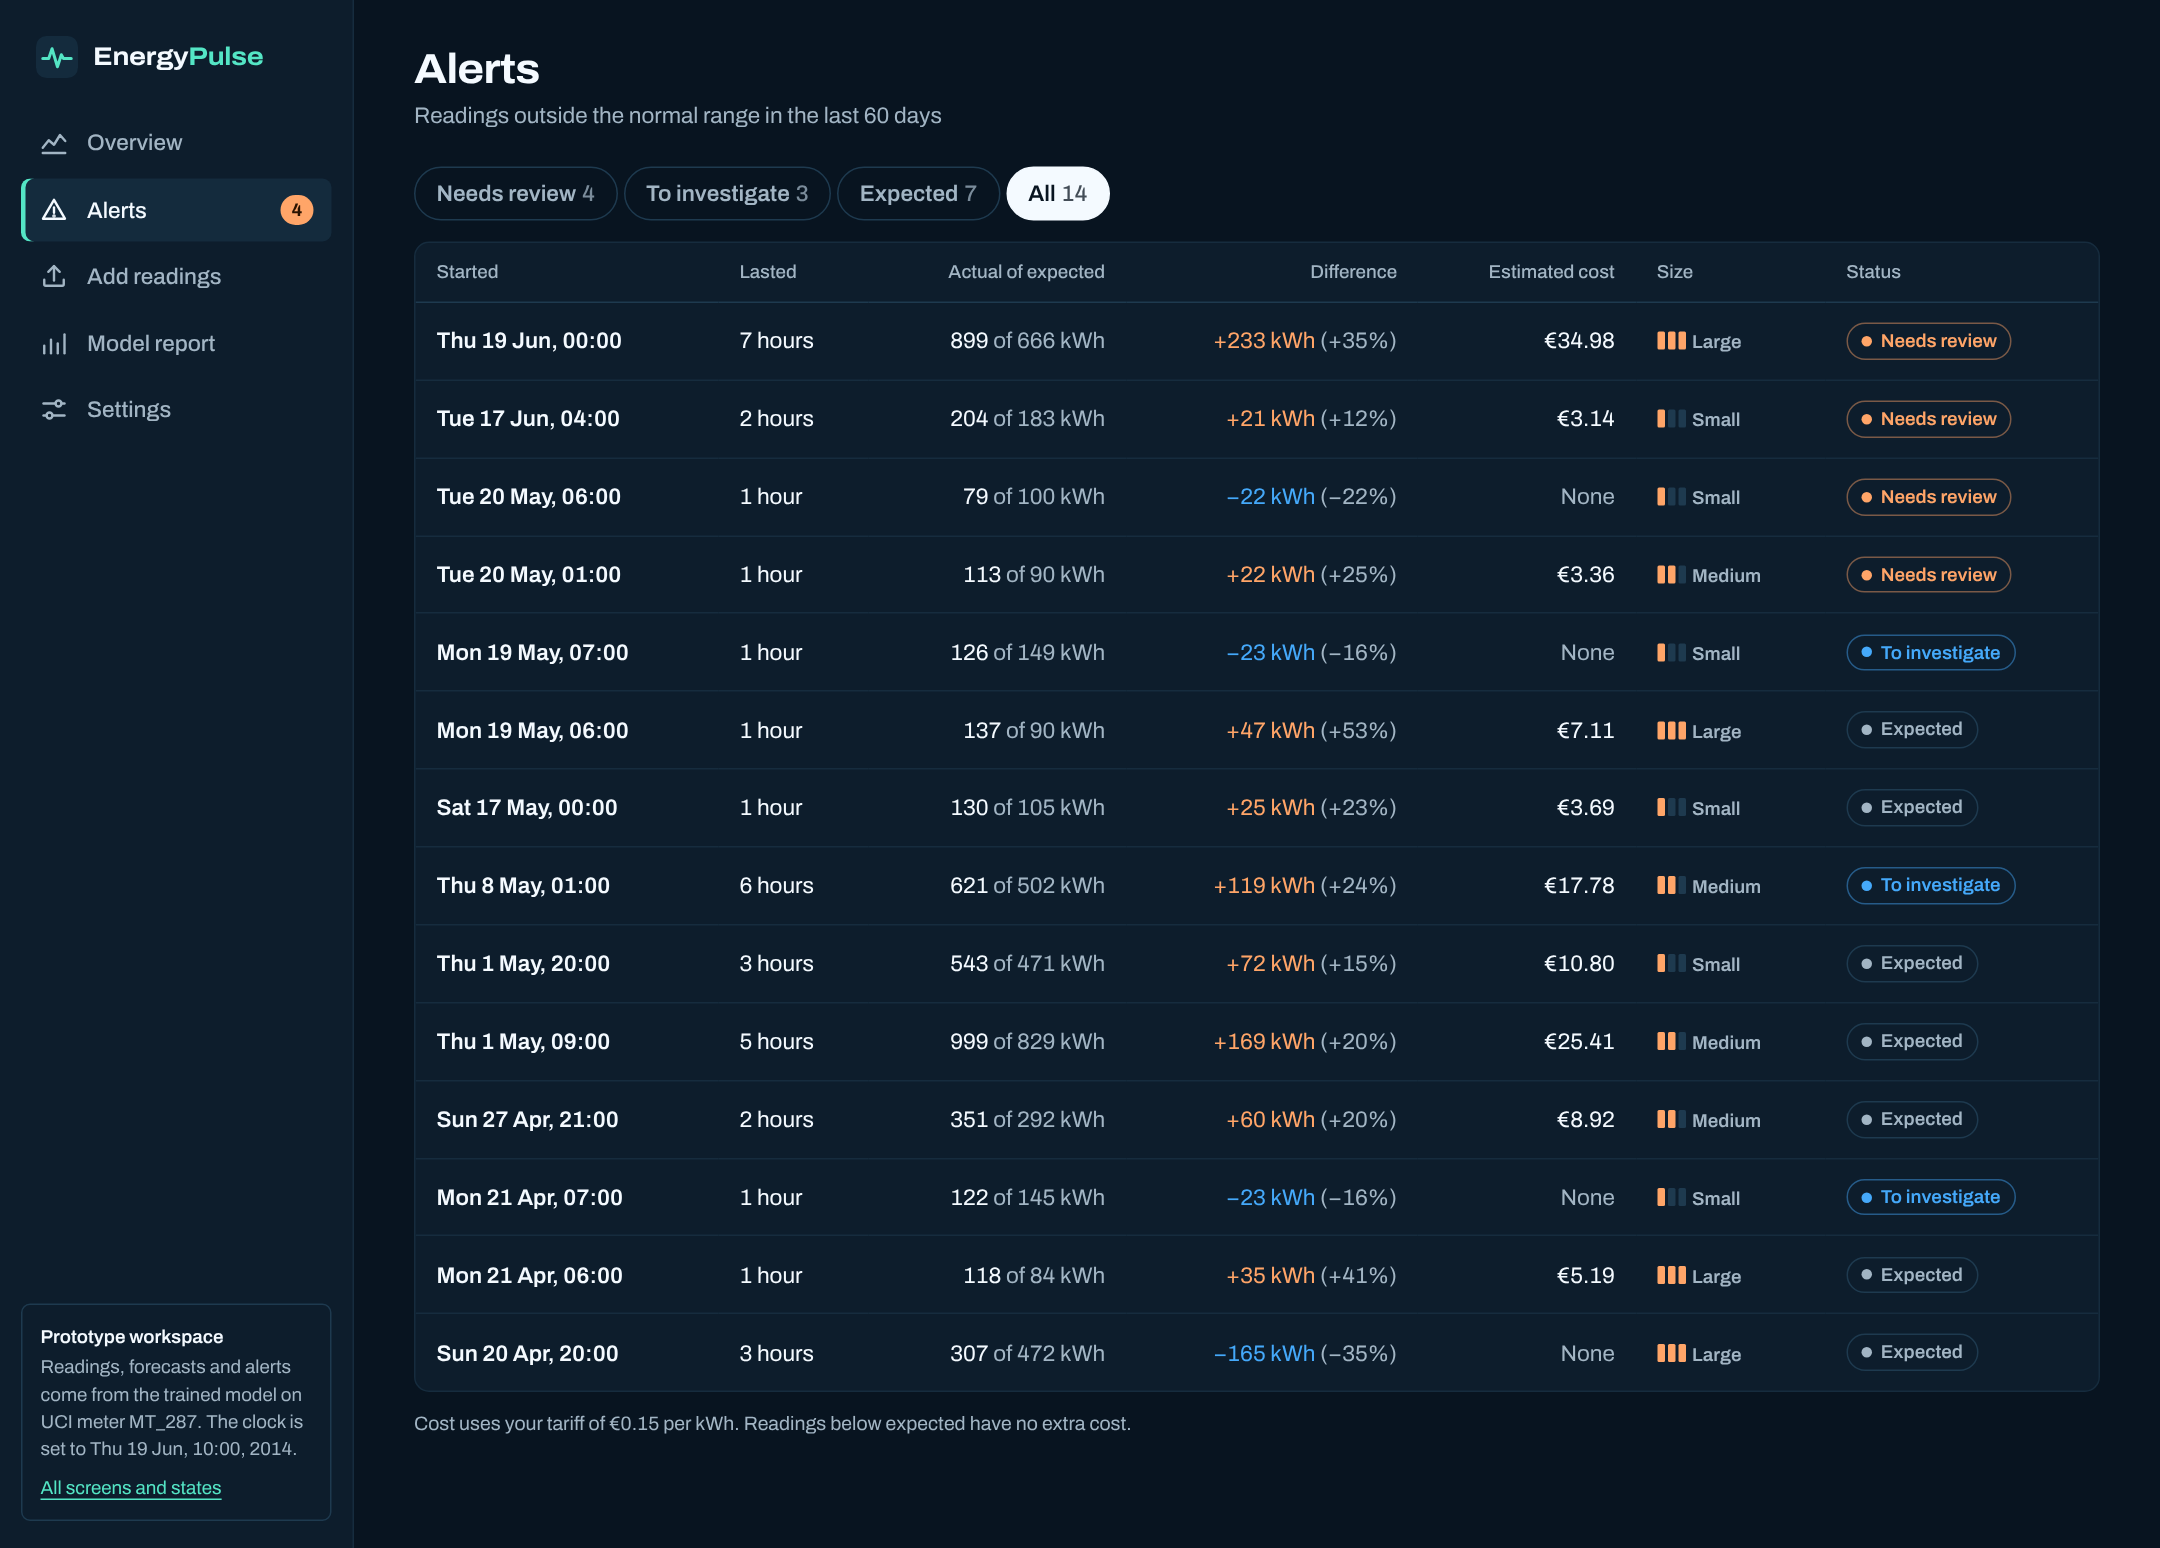 EnergyPulse
Overview
Alerts 4
Add readings
Model report
Settings
Prototype workspace
Readings, forecasts and alerts
come from the trained model on
UCI meter MT_287. The clock is
set to Thu 19 Jun, 10:00, 2014.
All screens and states
Alerts
Readings outside the normal range in the last 60 days
Needs review 4 To investigate 3 Expected 7 All 14
Started Lasted Actual of expected Difference Estimated cost Size Status
Thu 19 Jun, 00:00 7 hours 899 of 666 kWh +233 kWh (+35%) €34.98 Large Needs review
Tue 17 Jun, 04:00 2 hours 204 of 183 kWh +21 kWh (+12%) €3.14 Small Needs review
Tue 20 May, 06:00 1 hour 79 of 100 kWh −22 kWh (−22%) None Small Needs review
Tue 20 May, 01:00 1 hour 113 of 90 kWh +22 kWh (+25%) €3.36 Medium Needs review
Mon 19 May, 07:00 1 hour 126 of 149 kWh −23 kWh (−16%) None Small To investigate
Mon 19 May, 06:00 1 hour 137 of 90 kWh +47 kWh (+53%) €7.11 Large Expected
Sat 17 May, 00:00 1 hour 130 of 105 kWh +25 kWh (+23%) €3.69 Small Expected
Thu 8 May, 01:00 6 hours 621 of 502 kWh +119 kWh (+24%) €17.78 Medium To investigate
Thu 1 May, 20:00 3 hours 543 of 471 kWh +72 kWh (+15%) €10.80 Small Expected
Thu 1 May, 09:00 5 hours 999 of 829 kWh +169 kWh (+20%) €25.41 Medium Expected
Sun 27 Apr, 21:00 2 hours 351 of 292 kWh +60 kWh (+20%) €8.92 Medium Expected
Mon 21 Apr, 07:00 1 hour 122 of 145 kWh −23 kWh (−16%) None Small To investigate
Mon 21 Apr, 06:00 1 hour 118 of 84 kWh +35 kWh (+41%) €5.19 Large Expected
Sun 20 Apr, 20:00 3 hours 307 of 472 kWh −165 kWh (−35%) None Large Expected
Cost uses your tariff of €0.15 per kWh. Readings below expected have no extra cost.